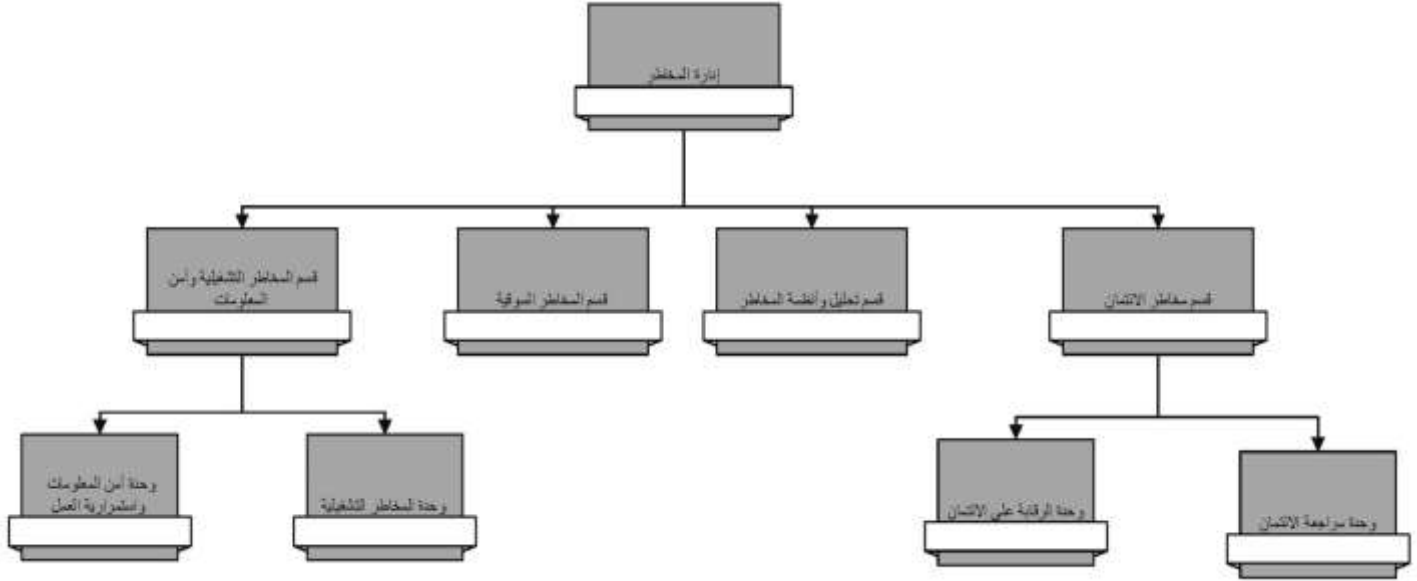 إدارة المخاطر
قسم مخاطر الائتمان
قسم تحليل وأنظمة المخاطر
قسم المخاطر السوقية
قسم المخاطر التشغيلية وأمن
المعلومات
وحدة مراجعة الائتمان
وحدة الرقابة على الائتمان
وحدة المخاطر التشغيلية
وحدة أمن المعلومات
واستمرارية العمل